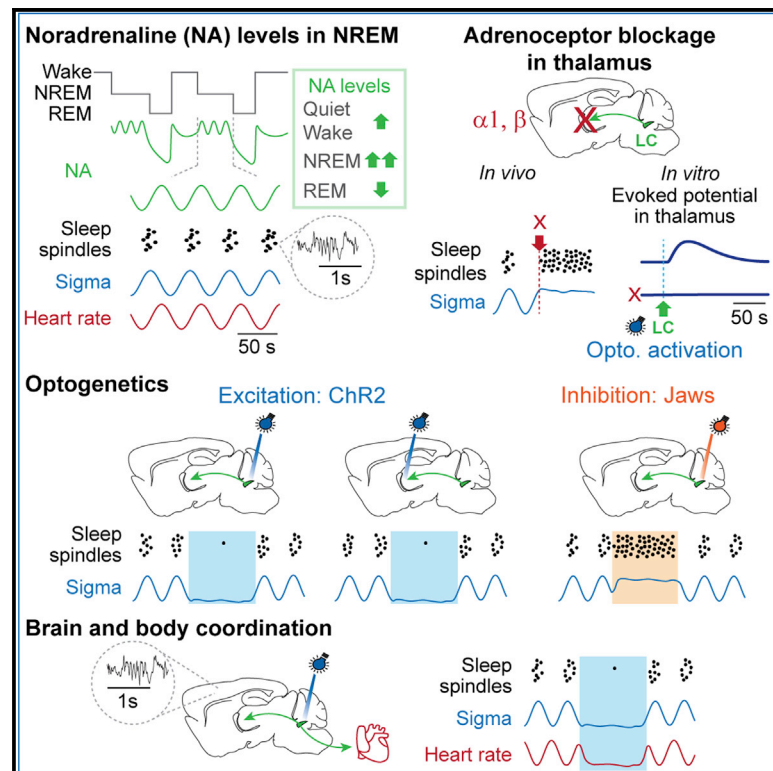 Noradrenaline (NA) levels in NREM
Wake
NREM
REM
NA levels
Quiet
Wake
NREM
REM
NA
Sleep
spindles
1s
Sigma
Heart rate
50 s
Adrenoceptor blockage
in thalamus
α1, β
X
LC
In vivo
In vitro
Evoked potential
in thalamus
X
Sleep
spindles
Sigma
X
50 s
LC
Opto. activation
Optogenetics
Excitation: ChR2
Inhibition: Jaws
Sleep
spindles
Sigma
Brain and body coordination
1s
Sleep
spindles
Sigma
Heart rate